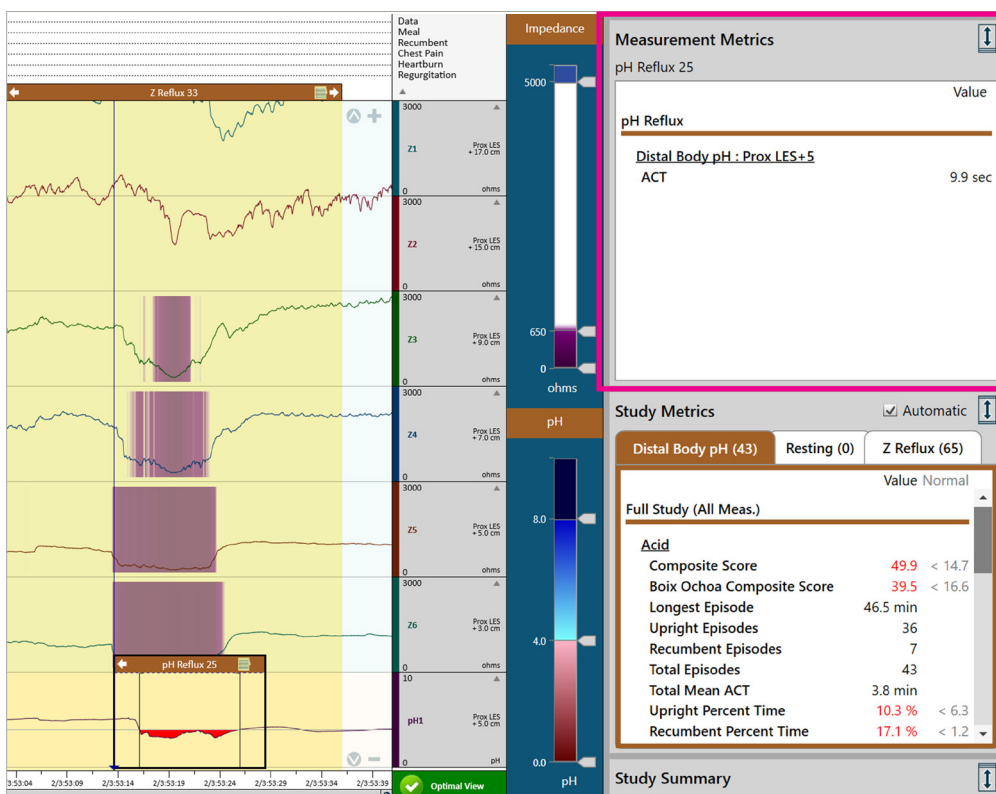 Data
Meal
Recumbent
Chest Pain
Heartburn
Regurgitation
Z Reflux 33
3000
Z1
Prox LES
+ 17.0 cm
0
ohms
3000
Z2
Prox LES
+ 15.0 cm
0
ohms
3000
Z3
Prox LES
+ 9.0 cm
0
ohms
3000
Z4
Prox LES
+ 7.0 cm
0
ohms
3000
Z5
Prox LES
+ 5.0 cm
0
ohms
3000
Z6
Prox LES
+ 3.0 cm
0
ohms
pH Reflux 25
10
pH1
Prox LES
+ 5.0 cm
0
pH
3:53:04 2/3:53:09 2/3:53:14 2/3:53:19 2/3:53:24 2/3:53:29 2/3:53:34 2/3:53:39
Optimal View
Impedance
5000
650
0
ohms
pH
8.0
4.0
0.0
pH
Measurement Metrics
pH Reflux 25
Value
pH Reflux
Distal Body pH : Prox LES+5
ACT 9.9 sec
Study Metrics Automatic
Distal Body pH (43) Resting (0) Z Reflux (65)
Value Normal
Full Study (All Meas.)
Acid
Composite Score 49.9 < 14.7
Boix Ochoa Composite Score 39.5 < 16.6
Longest Episode 46.5 min
Upright Episodes 36
Recumbent Episodes 7
Total Episodes 43
Total Mean ACT 3.8 min
Upright Percent Time 10.3 % < 6.3
Recumbent Percent Time 17.1 % < 1.2
Study Summary